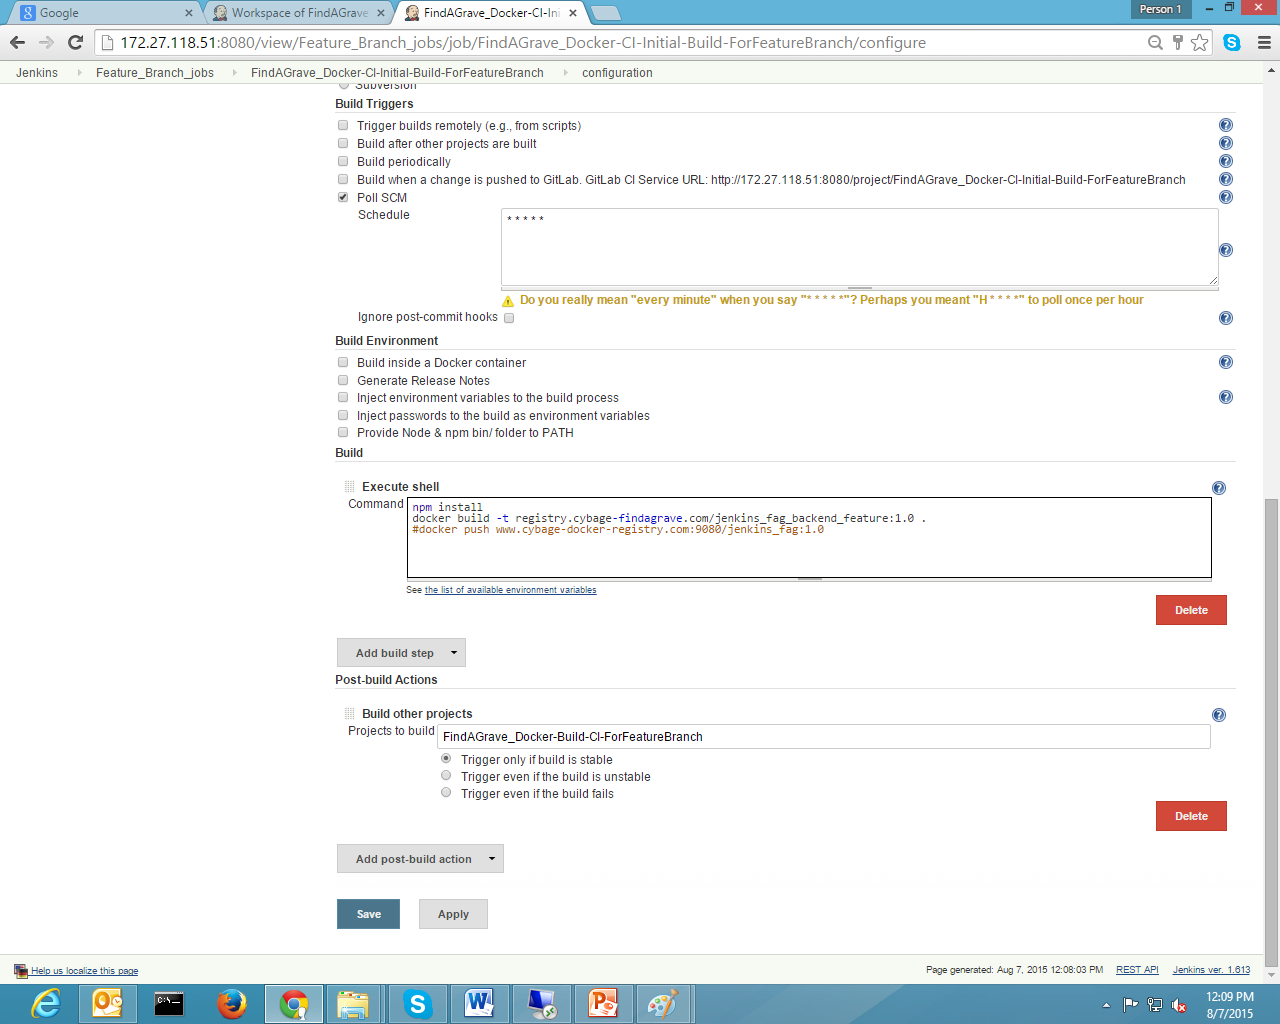 Google
Workspace of FindAGrave
FindAGrave_Docker-CI-Ini
Person 1
172.27.118.51:8080/view/Feature_Branch_jobs/job/FindAGrave_Docker-CI-Initial-Build-ForFeatureBranch/configure
Jenkins Feature_Branch_jobs FindAGrave_Docker-CI-Initial-Build-ForFeatureBranch configuration
Subversion
Build Triggers
Trigger builds remotely (e.g., from scripts)
Build after other projects are built
Build periodically
Build when a change is pushed to GitLab. GitLab CI Service URL: http://172.27.118.51:8080/project/FindAGrave_Docker-CI-Initial-Build-ForFeatureBranch
Poll SCM
Schedule
* * * * *
Do you really mean "every minute" when you say "* * * * *"? Perhaps you meant "H * * * *" to poll once per hour
Ignore post-commit hooks
Build Environment
Build inside a Docker container
Generate Release Notes
Inject environment variables to the build process
Inject passwords to the build as environment variables
Provide Node & npm bin/ folder to PATH
Build
Execute shell
Command
npm install
docker build -t registry.cybage-findagrave.com/jenkins_fag_backend_feature:1.0 .
#docker push www.cybage-docker-registry.com:9080/jenkins_fag:1.0
See the list of available environment variables
Delete
Add build step
Post-build Actions
Build other projects
Projects to build
FindAGrave_Docker-Build-CI-ForFeatureBranch
Trigger only if build is stable
Trigger even if the build is unstable
Trigger even if the build fails
Delete
Add post-build action
Save
Apply
Help us localize this page
Page generated: Aug 7, 2015 12:08:03 PM REST API Jenkins ver. 1.613
12:09 PM
8/7/2015